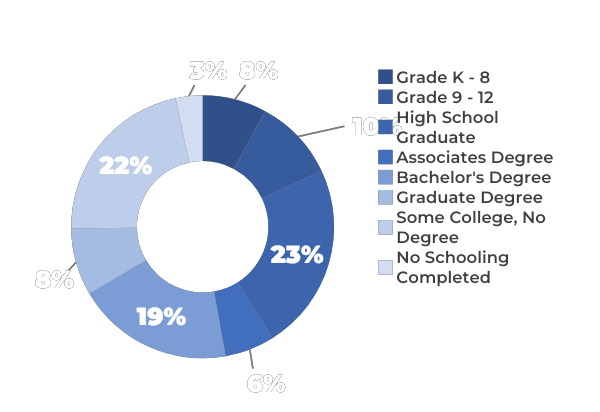 3%
8%
10%
22%
23%
8%
19%
6%
Grade K - 8
Grade 9 - 12
High School
Graduate
Associates Degree
Bachelor's Degree
Graduate Degree
Some College, No
Degree
No Schooling
Completed